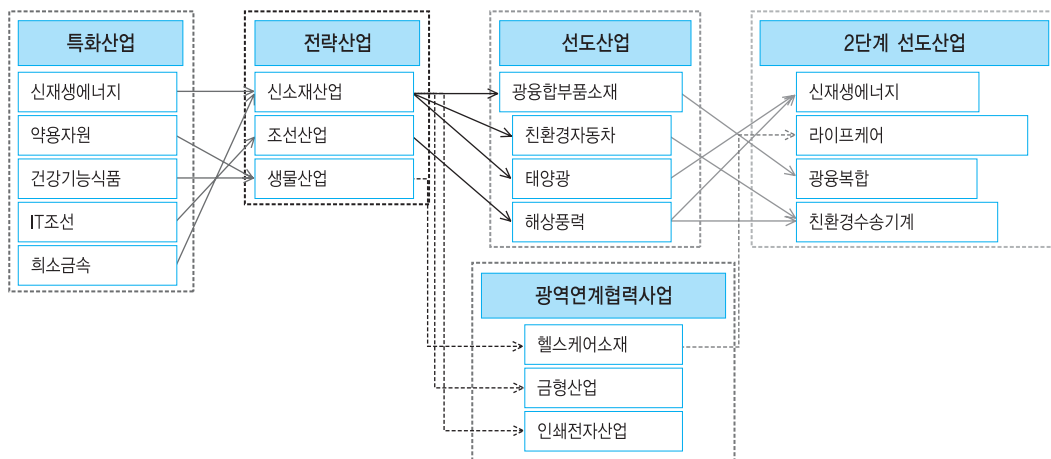 특화산업
신재생에너지
약용자원
건강기능식품
IT조선
희소금속
전략산업
신소재산업
조선산업
생물산업
선도산업
광융합부품소재
친환경자동차
태양광
해상풍력
2단계 선도산업
신재생에너지
라이프케어
광융복합
친환경수송기계
광역연계협력사업
헬스케어소재
금형산업
인쇄전자산업